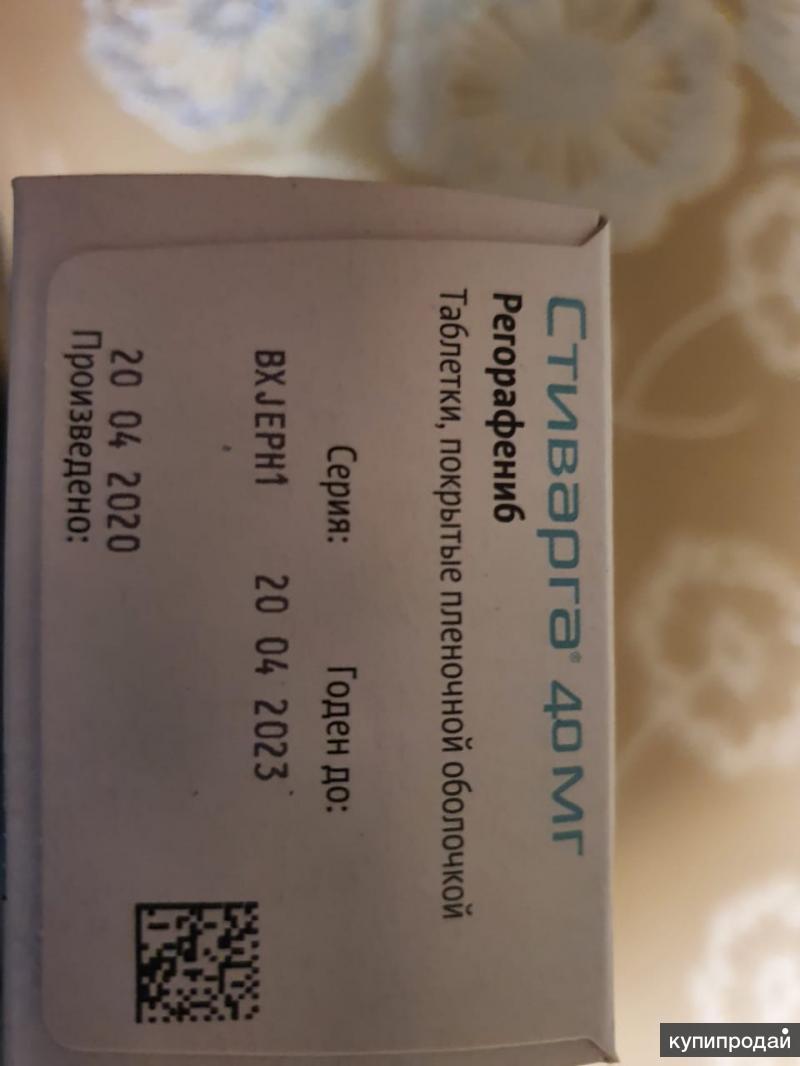 Стиварга® 40 мг
Регорафениб
Таблетки, покрытые пленочной оболочкой
Серия: Годен до:
BXJEPH1 20 04 2023
20 04 2020
Произведено:
купипродай